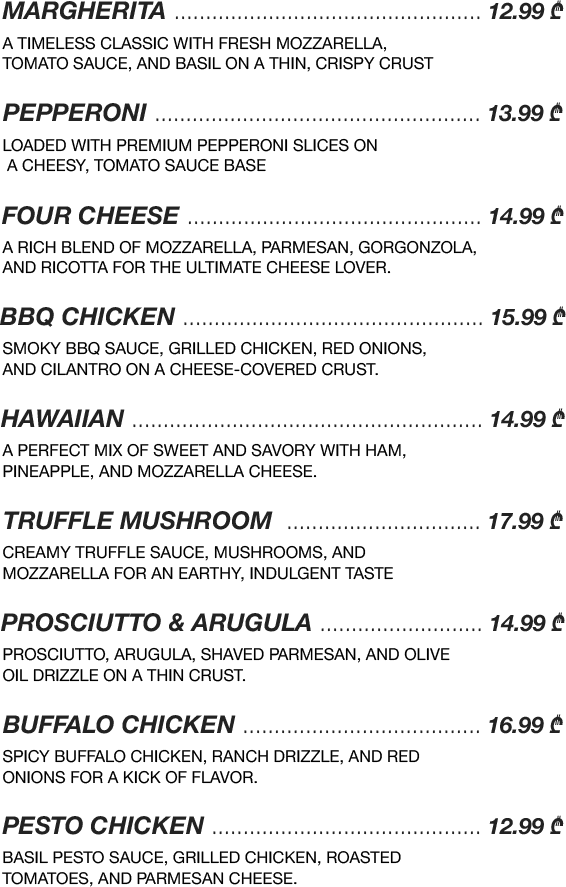 MARGHERITA ................................................ 12.99 ₾
A TIMELESS CLASSIC WITH FRESH MOZZARELLA,
TOMATO SAUCE, AND BASIL ON A THIN, CRISPY CRUST
PEPPERONI ................................................... 13.99 ₾
LOADED WITH PREMIUM PEPPERONI SLICES ON
A CHEESY, TOMATO SAUCE BASE
FOUR CHEESE .............................................. 14.99 ₾
A RICH BLEND OF MOZZARELLA, PARMESAN, GORGONZOLA,
AND RICOTTA FOR THE ULTIMATE CHEESE LOVER.
BBQ CHICKEN ............................................... 15.99 ₾
SMOKY BBQ SAUCE, GRILLED CHICKEN, RED ONIONS,
AND CILANTRO ON A CHEESE-COVERED CRUST.
HAWAIIAN ....................................................... 14.99 ₾
A PERFECT MIX OF SWEET AND SAVORY WITH HAM,
PINEAPPLE, AND MOZZARELLA CHEESE.
TRUFFLE MUSHROOM ............................... 17.99 ₾
CREAMY TRUFFLE SAUCE, MUSHROOMS, AND
MOZZARELLA FOR AN EARTHY, INDULGENT TASTE
PROSCIUTTO & ARUGULA .......................... 14.99 ₾
PROSCIUTTO, ARUGULA, SHAVED PARMESAN, AND OLIVE
OIL DRIZZLE ON A THIN CRUST.
BUFFALO CHICKEN ...................................... 16.99 ₾
SPICY BUFFALO CHICKEN, RANCH DRIZZLE, AND RED
ONIONS FOR A KICK OF FLAVOR.
PESTO CHICKEN ........................................... 12.99 ₾
BASIL PESTO SAUCE, GRILLED CHICKEN, ROASTED
TOMATOES, AND PARMESAN CHEESE.